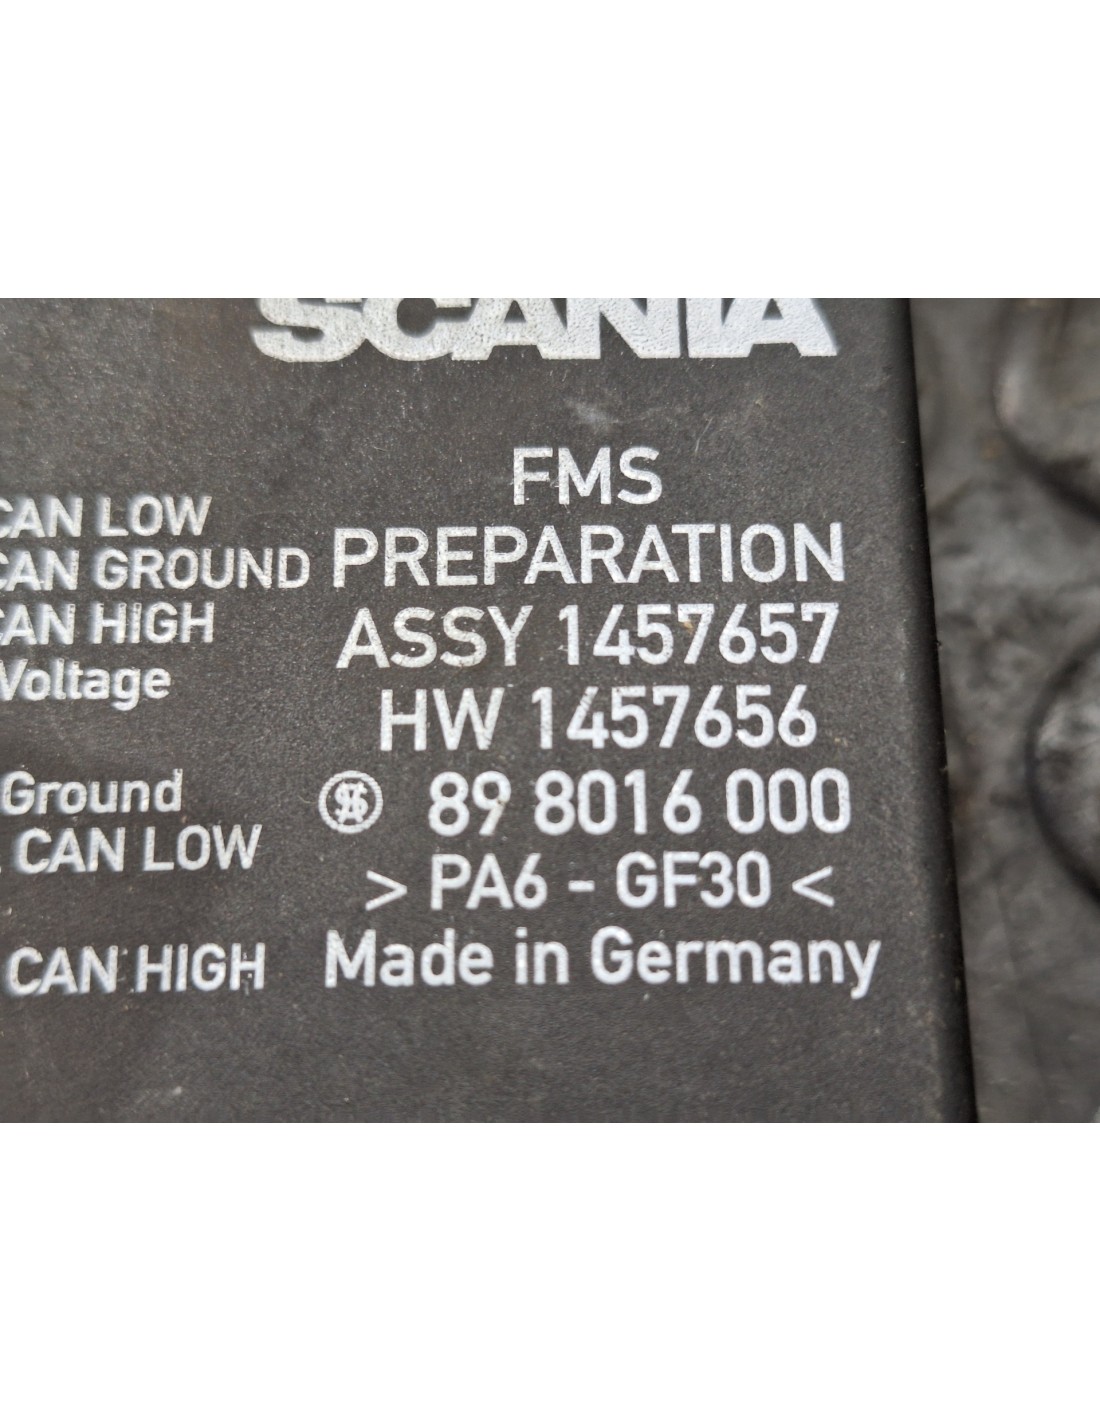 SCANIA
FMS
PREPARATION
ASSY 1457657
HW 1457656
89 8016 000
> PA6 - GF30 <
Made in Germany
CAN LOW
CAN GROUND
CAN HIGH
Voltage
Ground
CAN LOW
CAN HIGH